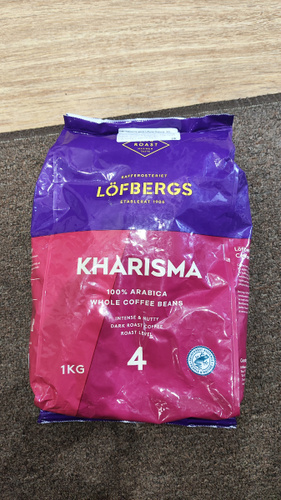 ROAST
KAFFEROSTERIET
LÖFBERGS
ETABLERAT 1906
KHARISMA
100% ARABICA
WHOLE COFFEE BEANS
INTENSE & NUTTY
DARK ROAST COFFEE
ROAST LEVEL
4
1KG